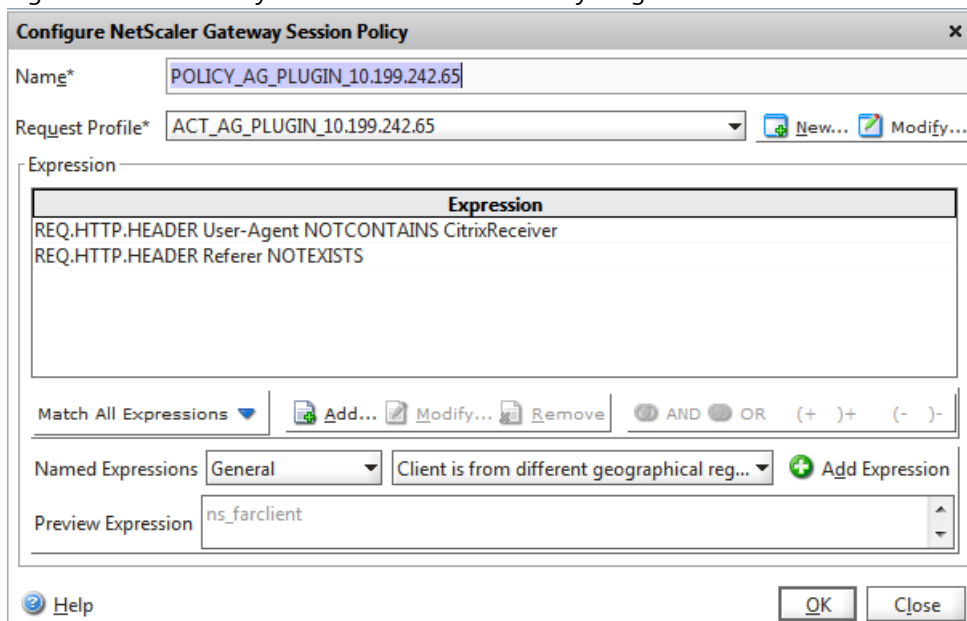 Configure NetScaler Gateway Session Policy ×
Name* POLICY_AG_PLUGIN_10.199.242.65
Request Profile* ACT_AG_PLUGIN_10.199.242.65 New... Modify...
Expression
Expression
REQ.HTTP.HEADER User-Agent NOTCONTAINS CitrixReceiver
REQ.HTTP.HEADER Referer NOTEXISTS
Match All Expressions Add... Modify... Remove AND OR (+ )+ (- )-
Named Expressions General Client is from different geographical reg... Add Expression
Preview Expression ns_farclient
Help OK Close